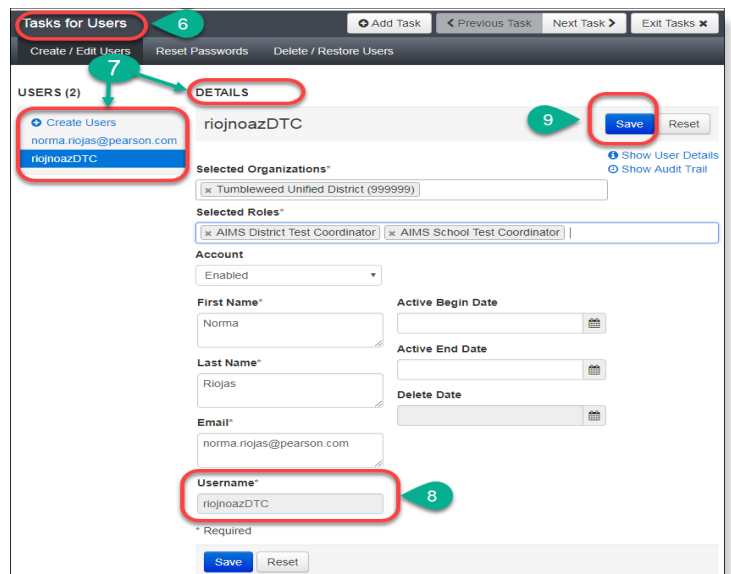 Tasks for Users 6 Add Task Previous Task Next Task Exit Tasks
Create / Edit Users Reset Passwords Delete / Restore Users
7
USERS (2) DETAILS
Create Users
norma.riojas@pearson.com
riojnoazDTC
riojnoazDTC 9 Save Reset
Show User Details
Show Audit Trail
Selected Organizations*
× Tumbleweed Unified District (999999)
Selected Roles*
× AIMS District Test Coordinator × AIMS School Test Coordinator
Account
Enabled
First Name* Active Begin Date
Norma
Active End Date
Last Name*
Riojas
Delete Date
Email*
norma.riojas@pearson.com
Username*
riojnoazDTC 8
* Required
Save Reset